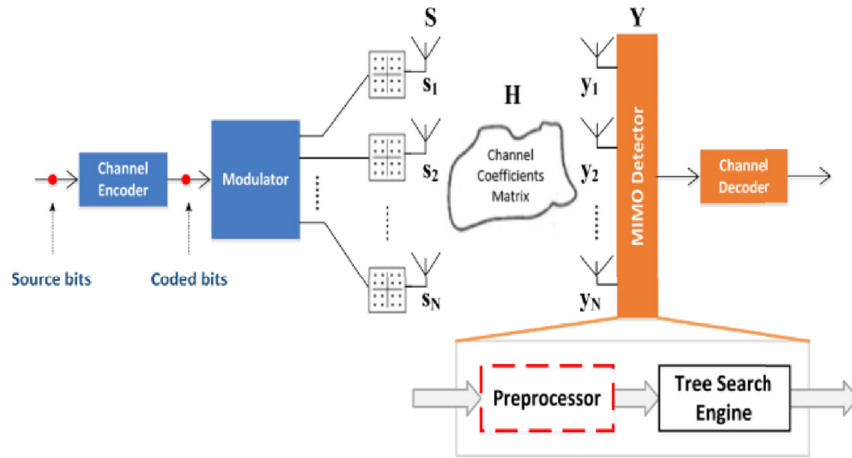 S
Y
s1
y1
H
Channel
Encoder
Modulator
s2
Channel
Coefficients
Matrix
y2
MIMO Detector
Channel
Decoder
Source bits
Coded bits
sN
yN
Preprocessor
Tree Search
Engine